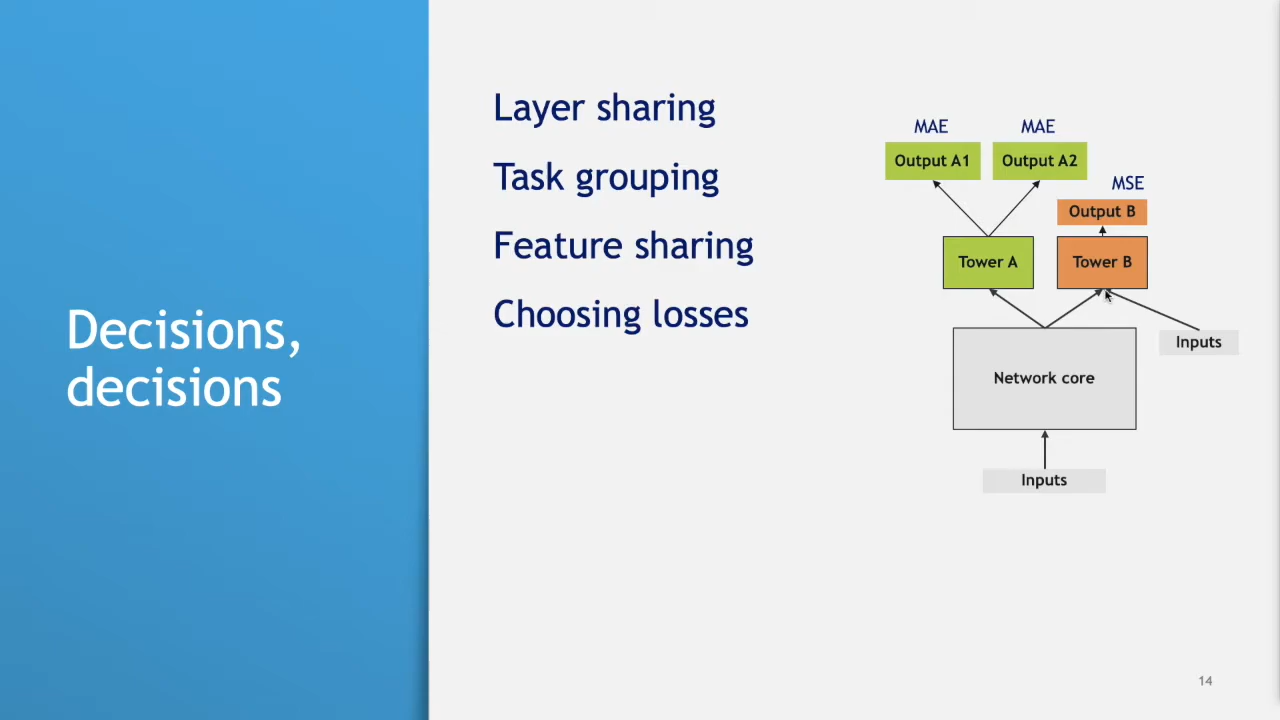 Decisions,
decisions
Layer sharing
Task grouping
Feature sharing
Choosing losses
MAE MAE
Output A1 Output A2
MSE
Output B
Tower A Tower B
Inputs
Network core
Inputs
14